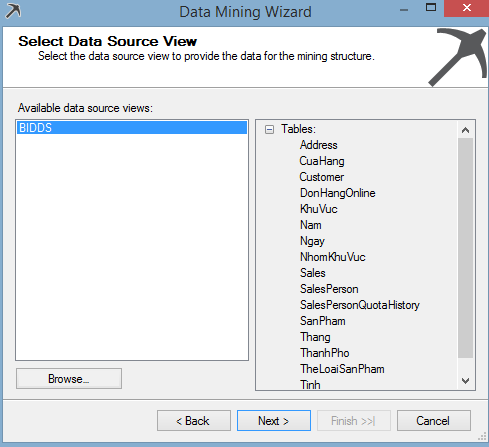 Data Mining Wizard
Select Data Source View
Select the data source view to provide the data for the mining structure.
Available data source views:
BIDDS
Tables:
Address
CuaHang
Customer
DonHangOnline
KhuVuc
Nam
Ngay
NhomKhuVuc
Sales
SalesPerson
SalesPersonQuotaHistory
SanPham
Thang
ThanhPho
TheLoaiSanPham
Tinh
Browse...
< Back
Next >
Finish >>|
Cancel